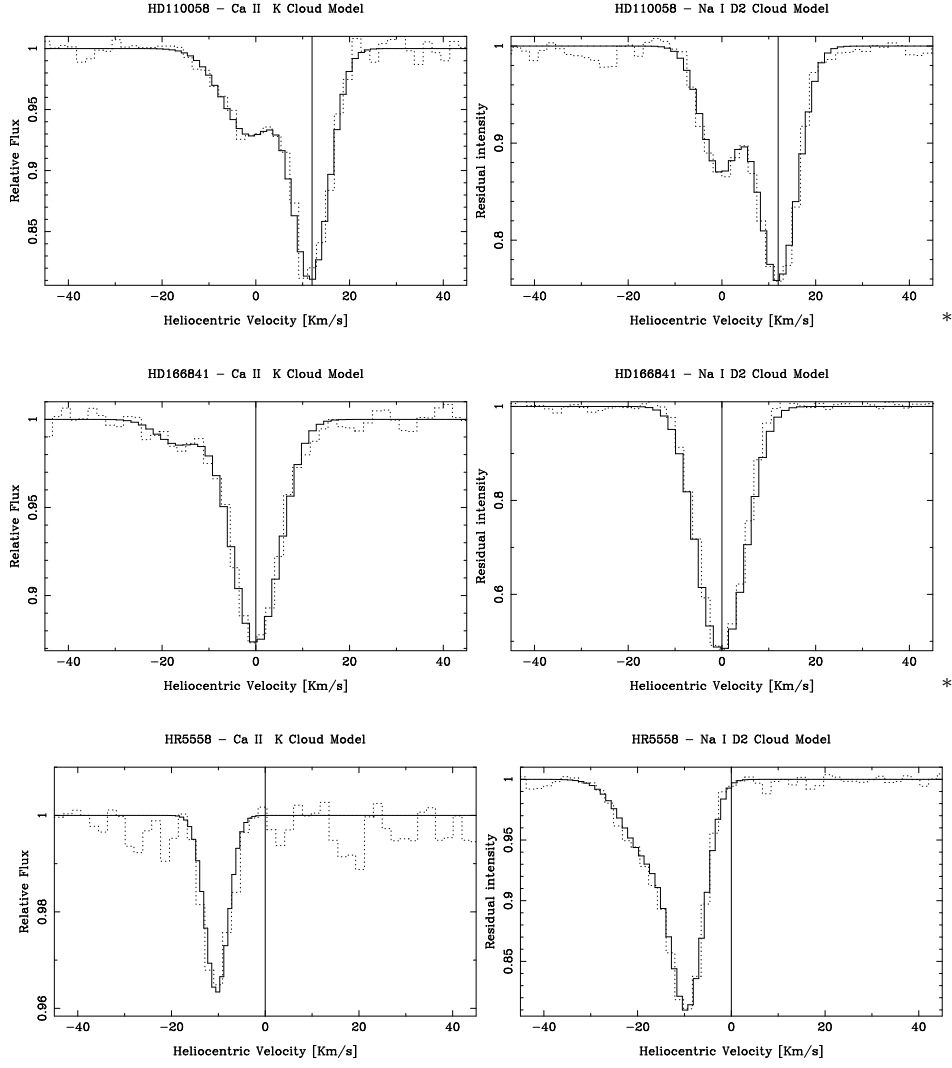 HD110058 – Ca II K Cloud Model
HD110058 – Na I D2 Cloud Model
Relative Flux
1
0.95
0.9
0.85
−40 −20 0 20 40
Heliocentric Velocity [Km/s]
Residual intensity
1
0.9
0.8
−40 −20 0 20 40
Heliocentric Velocity [Km/s]
*
HD166841 – Ca II K Cloud Model
HD166841 – Na I D2 Cloud Model
Relative Flux
1
0.95
0.9
−40 −20 0 20 40
Heliocentric Velocity [Km/s]
Residual intensity
1
0.8
0.6
−40 −20 0 20 40
Heliocentric Velocity [Km/s]
*
HR5558 – Ca II K Cloud Model
HR5558 – Na I D2 Cloud Model
Relative Flux
1
0.98
0.96
−40 −20 0 20 40
Heliocentric Velocity [Km/s]
Residual intensity
1
0.95
0.9
0.85
−40 −20 0 20 40
Heliocentric Velocity [Km/s]